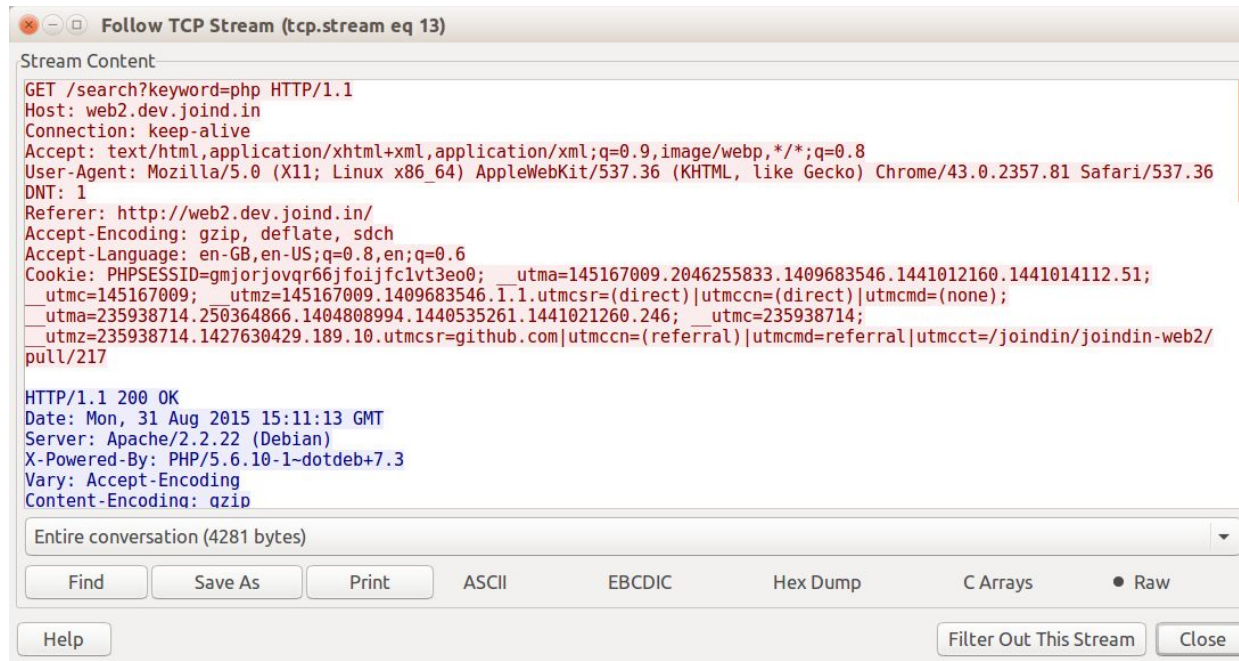 Follow TCP Stream (tcp.stream eq 13)
Stream Content
GET /search?keyword=php HTTP/1.1
Host: web2.dev.joind.in
Connection: keep-alive
Accept: text/html,application/xhtml+xml,application/xml;q=0.9,image/webp,*/*;q=0.8
User-Agent: Mozilla/5.0 (X11; Linux x86_64) AppleWebKit/537.36 (KHTML, like Gecko) Chrome/43.0.2357.81 Safari/537.36
DNT: 1
Referer: http://web2.dev.joind.in/
Accept-Encoding: gzip, deflate, sdch
Accept-Language: en-GB,en-US;q=0.8,en;q=0.6
Cookie: PHPSESSID=gmjorjovqr66jfoijfc1vt3eo0; __utma=145167009.2046255833.1409683546.1441012160.1441014112.51;
__utmc=145167009; __utmz=145167009.1409683546.1.1.utmcsr=(direct)|utmccn=(direct)|utmcmd=(none);
__utma=235938714.250364866.1404808994.1440535261.1441021260.246; __utmc=235938714;
__utmz=235938714.1427630429.189.10.utmcsr=github.com|utmccn=(referral)|utmcmd=referral|utmcct=/joindin/joindin-web2/
pull/217
HTTP/1.1 200 OK
Date: Mon, 31 Aug 2015 15:11:13 GMT
Server: Apache/2.2.22 (Debian)
X-Powered-By: PHP/5.6.10-1~dotdeb+7.3
Vary: Accept-Encoding
Content-Encoding: gzip
Entire conversation (4281 bytes)
Find Save As Print ASCII EBCDIC Hex Dump C Arrays Raw
Help Filter Out This Stream Close